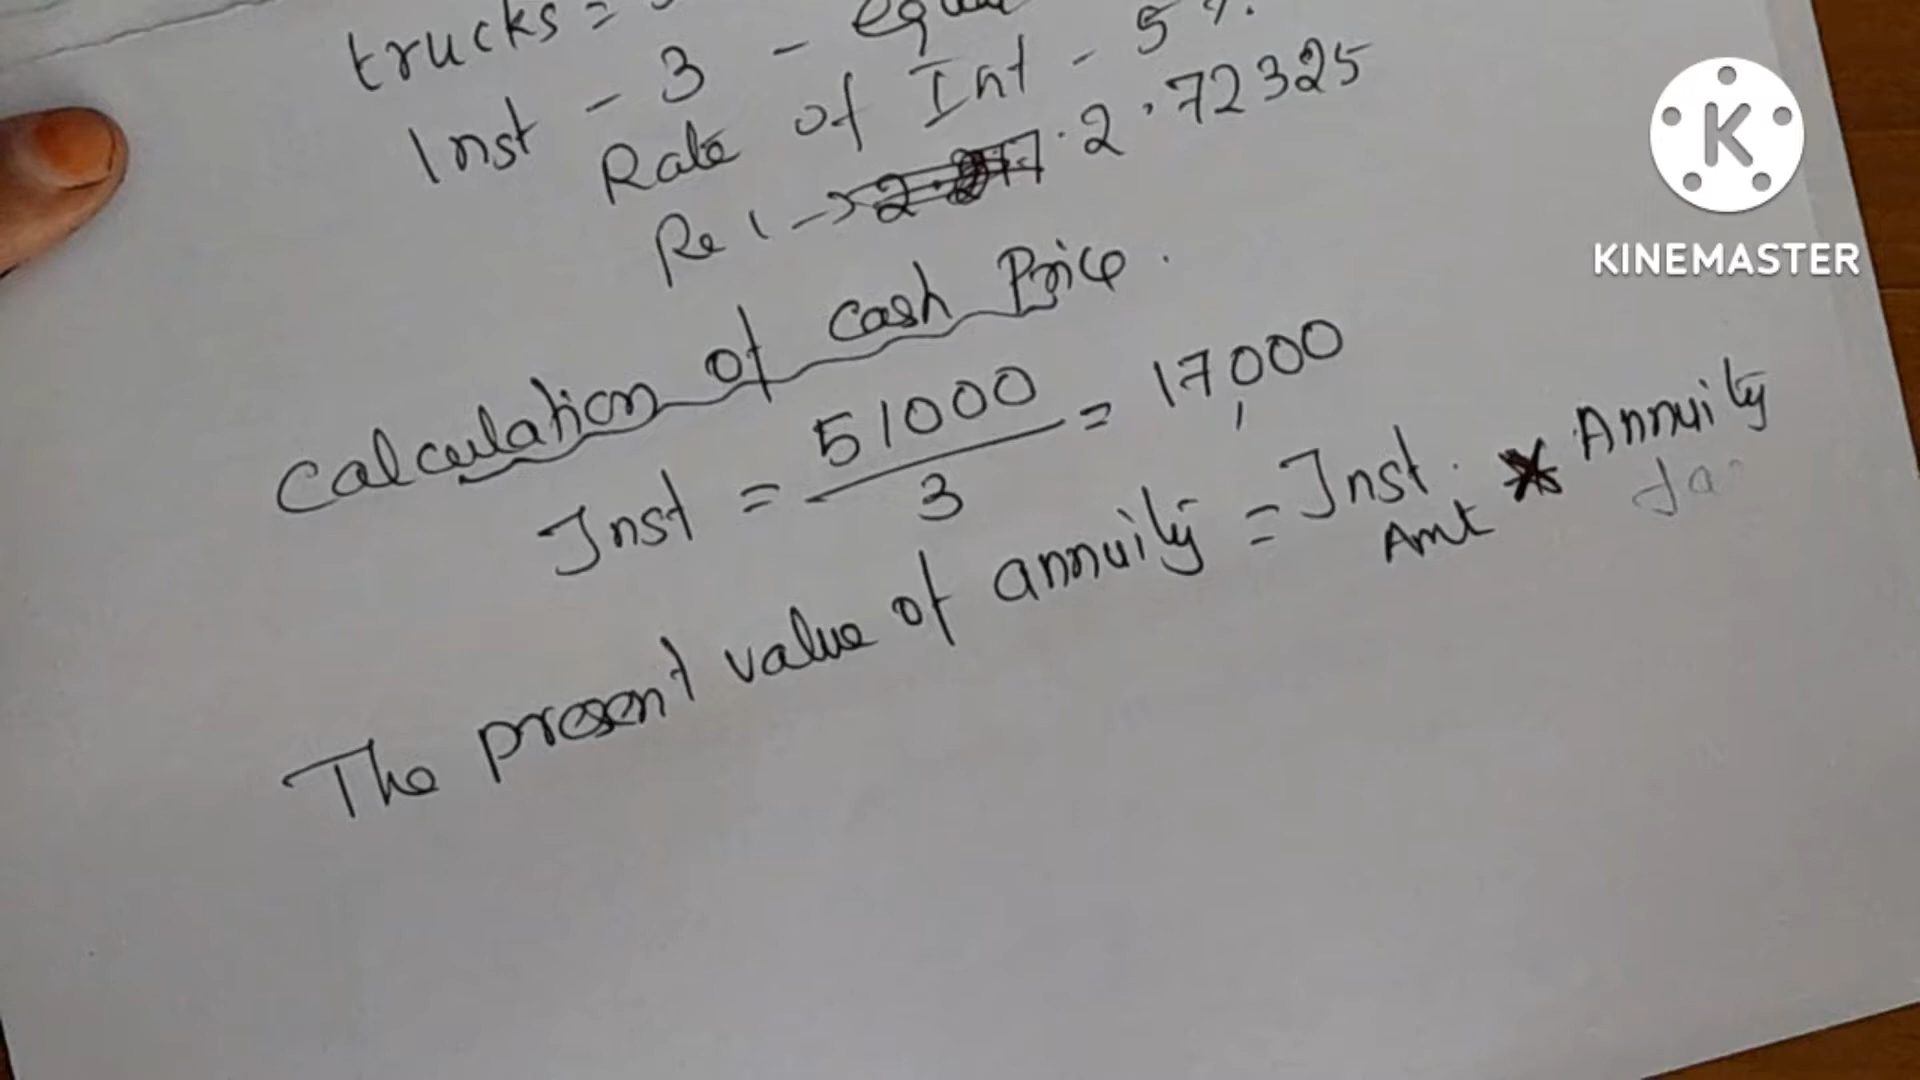 trucks =
Inst - 3 - equal
Rate of Int - 5%.
Re 1 → 2.72325
Calculation of cash Price.
Inst = 51000 / 3 = 17,000
The present value of annuity = Inst. Amt * Annuity
K
KINEMASTER